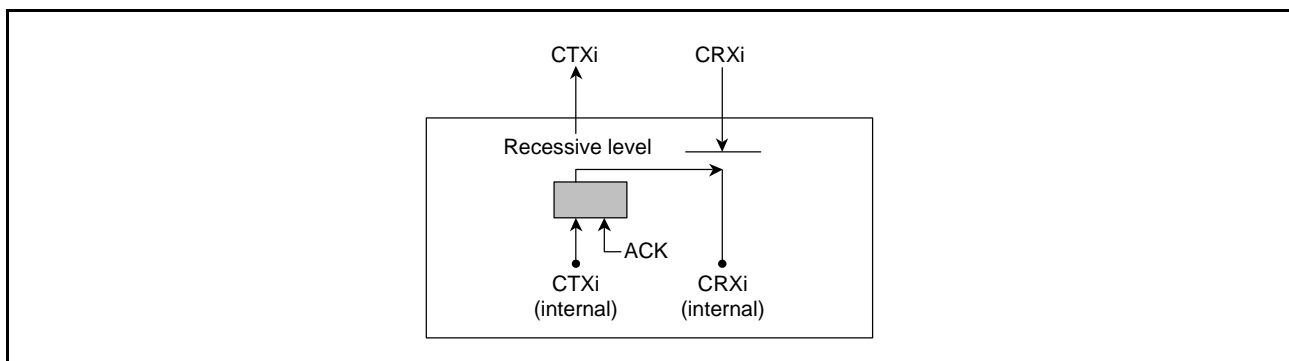 CTXi
CRXi
Recessive level
ACK
CTXi
(internal)
CRXi
(internal)